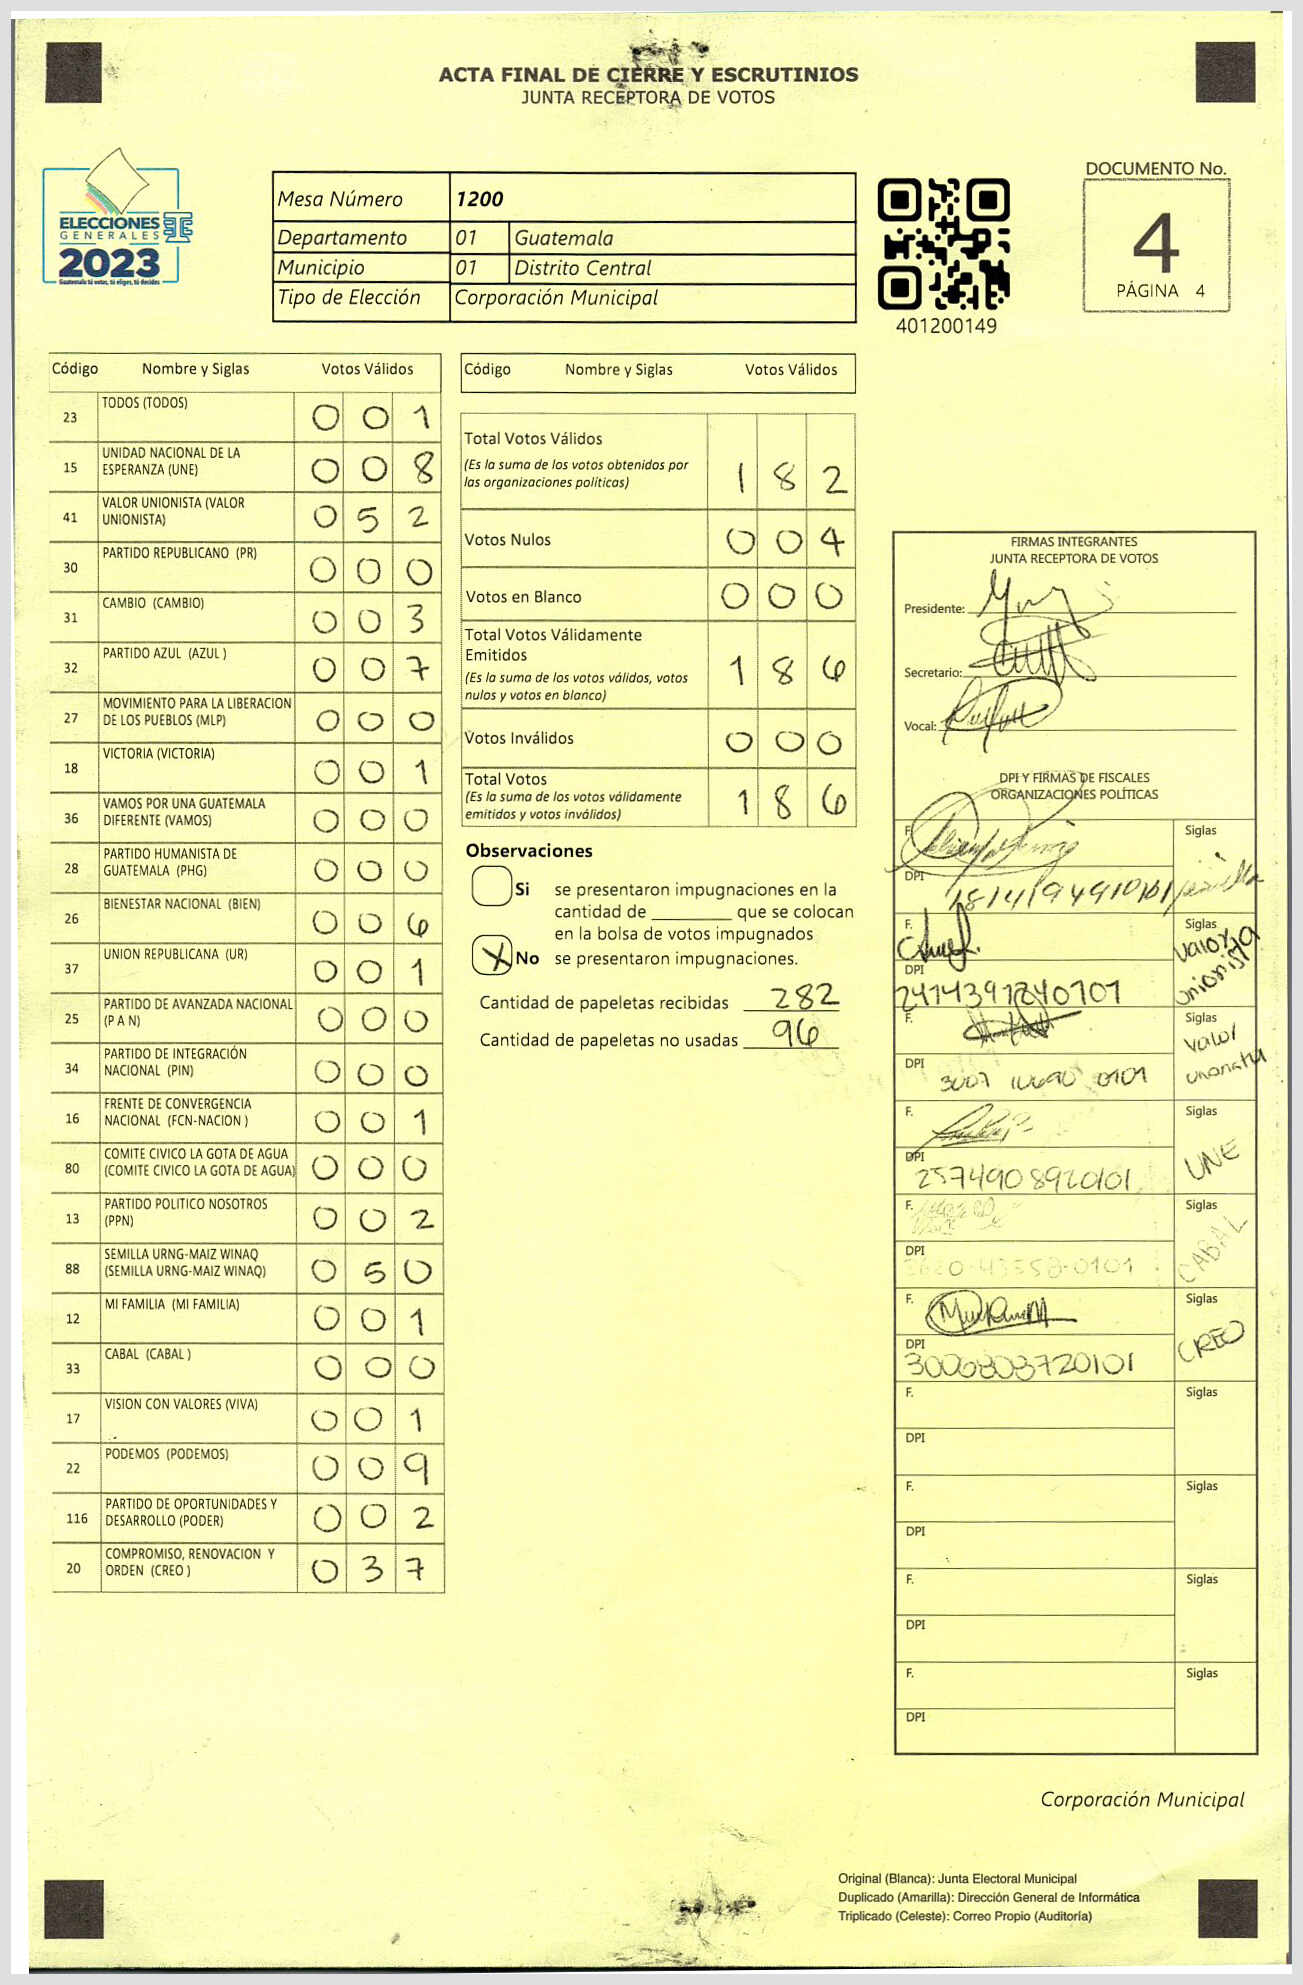 ACTA FINAL DE CIERRE Y ESCRUTINIOS
JUNTA RECEPTORA DE VOTOS
ELECCIONES
GENERALES
2023
Guatemala tú votas, tú eliges, tú decides
Mesa Número 1200
Departamento 01 Guatemala
Municipio 01 Distrito Central
Tipo de Elección Corporación Municipal
401200149
DOCUMENTO No.
4
PÁGINA 4
Código Nombre y Siglas Votos Válidos
23 TODOS (TODOS) 0 0 1
15 UNIDAD NACIONAL DE LA
ESPERANZA (UNE) 0 0 8
41 VALOR UNIONISTA (VALOR
UNIONISTA) 0 5 2
30 PARTIDO REPUBLICANO (PR) 0 0 0
31 CAMBIO (CAMBIO) 0 0 3
32 PARTIDO AZUL (AZUL ) 0 0 7
27 MOVIMIENTO PARA LA LIBERACION
DE LOS PUEBLOS (MLP) 0 0 0
18 VICTORIA (VICTORIA) 0 0 1
36 VAMOS POR UNA GUATEMALA
DIFERENTE (VAMOS) 0 0 0
28 PARTIDO HUMANISTA DE
GUATEMALA (PHG) 0 0 0
26 BIENESTAR NACIONAL (BIEN) 0 0 6
37 UNION REPUBLICANA (UR) 0 0 1
25 PARTIDO DE AVANZADA NACIONAL
(P A N) 0 0 0
34 PARTIDO DE INTEGRACIÓN
NACIONAL (PIN) 0 0 0
16 FRENTE DE CONVERGENCIA
NACIONAL (FCN-NACION ) 0 0 1
80 COMITE CIVICO LA GOTA DE AGUA
(COMITE CIVICO LA GOTA DE AGUA) 0 0 0
13 PARTIDO POLITICO NOSOTROS
(PPN) 0 0 2
88 SEMILLA URNG-MAIZ WINAQ
(SEMILLA URNG-MAIZ WINAQ) 0 5 0
12 MI FAMILIA (MI FAMILIA) 0 0 1
33 CABAL (CABAL ) 0 0 0
17 VISION CON VALORES (VIVA) 0 0 1
22 PODEMOS (PODEMOS) 0 0 9
116 PARTIDO DE OPORTUNIDADES Y
DESARROLLO (PODER) 0 0 2
20 COMPROMISO, RENOVACION Y
ORDEN (CREO ) 0 3 7
Código Nombre y Siglas Votos Válidos
Total Votos Válidos
(Es la suma de los votos obtenidos por
las organizaciones políticas) 1 8 2
Votos Nulos 0 0 4
Votos en Blanco 0 0 0
Total Votos Válidamente
Emitidos
(Es la suma de los votos válidos, votos
nulos y votos en blanco) 1 8 6
Votos Inválidos 0 0 0
Total Votos
(Es la suma de los votos válidamente
emitidos y votos inválidos) 1 8 6
Observaciones
Si se presentaron impugnaciones en la
cantidad de ________ que se colocan
en la bolsa de votos impugnados
X No se presentaron impugnaciones.
Cantidad de papeletas recibidas 282
Cantidad de papeletas no usadas 96
FIRMAS INTEGRANTES
JUNTA RECEPTORA DE VOTOS
Presidente:
Secretario:
Vocal:
DPI Y FIRMAS DE FISCALES
ORGANIZACIONES POLÍTICAS
F. Siglas
DPI
F. Siglas
Valor
Unionista
DPI 2414391240101
F. Siglas
Valor
DPI
F. Siglas
UNE
DPI 2574908920101
F. Siglas
CABAL
DPI
F. Siglas
CREO
DPI 3006803720101
F. Siglas
DPI
F. Siglas
DPI
F. Siglas
DPI
F. Siglas
DPI
Corporación Municipal
Original (Blanca): Junta Electoral Municipal
Duplicado (Amarilla): Dirección General de Informática
Triplicado (Celeste): Correo Propio (Auditoría)